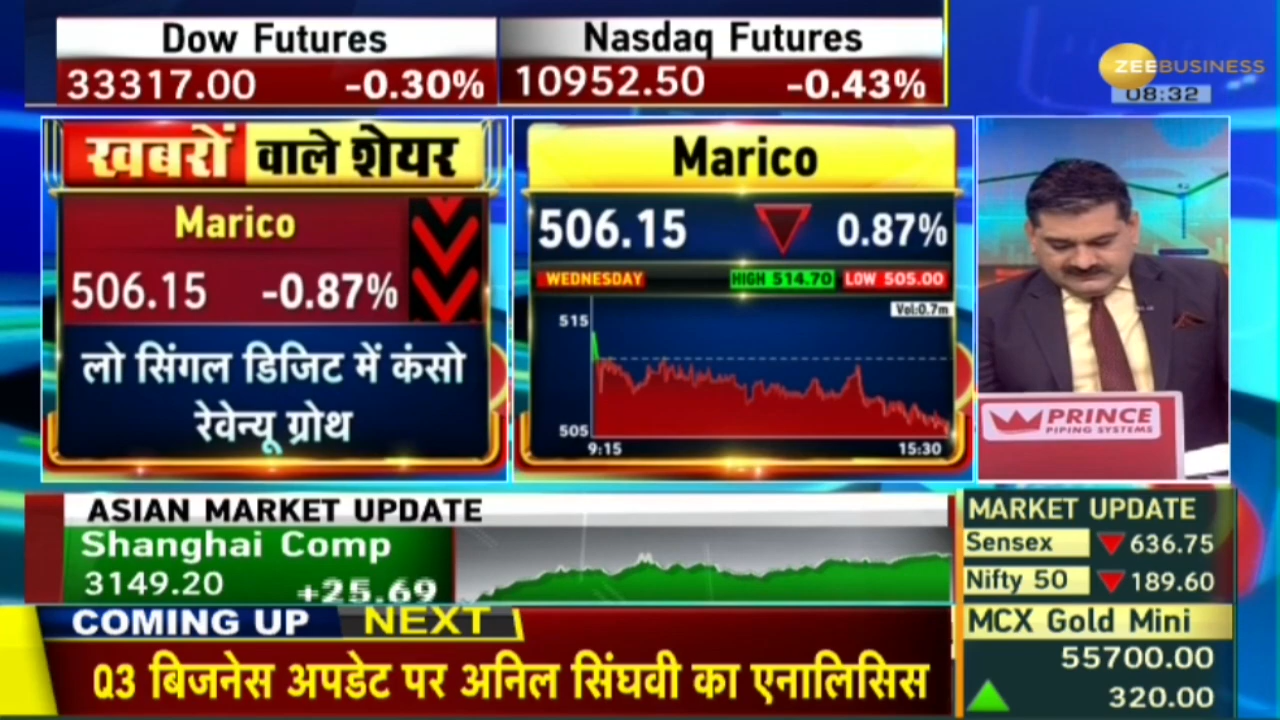 Dow Futures
33317.00 -0.30%
Nasdaq Futures
10952.50 -0.43%
ZEEBUSINESS
08:32
खबरों वाले शेयर
Marico
506.15 -0.87%
लो सिंगल डिजिट में कंसो
रेवेन्यू ग्रोथ
Marico
506.15 0.87%
WEDNESDAY HIGH 514.70 LOW 505.00
Vol:0.7m
515
505
9:15 15:30
PRINCE
PIPING SYSTEMS
ASIAN MARKET UPDATE
Shanghai Comp
3149.20 +25.69
MARKET UPDATE
Sensex 636.75
Nifty 50 189.60
MCX Gold Mini
55700.00
320.00
COMING UP NEXT
Q3 बिजनेस अपडेट पर अनिल सिंघवी का एनालिसिस